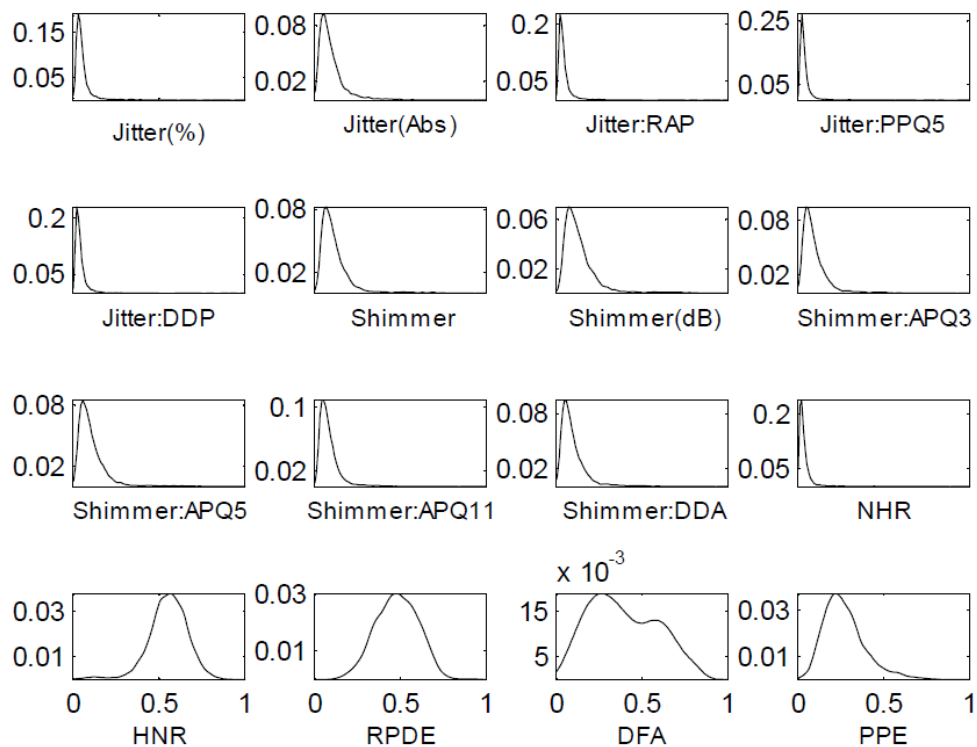 0.15
0.05
Jitter(%)
0.08
0.02
Jitter(Abs)
0.2
0.05
Jitter:RAP
0.25
0.05
Jitter:PPQ5
0.2
0.05
Jitter:DDP
0.08
0.02
Shimmer
0.06
0.02
Shimmer(dB)
0.08
0.02
Shimmer:APQ3
0.08
0.02
Shimmer:APQ5
0.1
0.02
Shimmer:APQ11
0.08
0.02
Shimmer:DDA
0.2
0.05
NHR
0.03
0.01
0 0.5 1
HNR
0.03
0.01
0 0.5 1
RPDE
x 10^-3
15
5
0 0.5 1
DFA
0.03
0.01
0 0.5 1
PPE